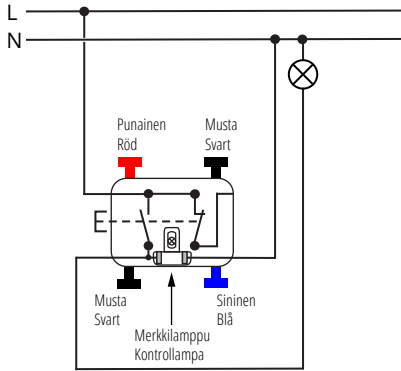 L
N
Punainen
Röd
Musta
Svart
Musta
Svart
Sininen
Blå
Merkkilamppu
Kontrollampa